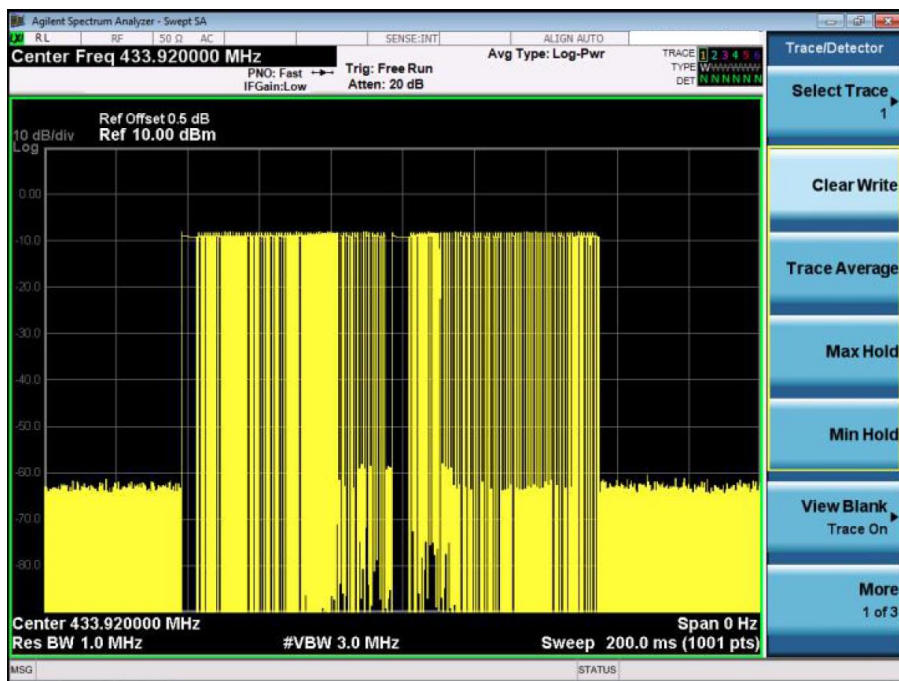 Agilent Spectrum Analyzer - Swept SA
RL RF 50 Ω AC SENSE:INT ALIGN AUTO
Center Freq 433.920000 MHz
PNO: Fast
IFGain:Low
Trig: Free Run
Atten: 20 dB
Avg Type: Log-Pwr
TRACE 1 2 3 4 5 6
TYPE W
DET N N N N N N
Ref Offset 0.5 dB
10 dB/div Ref 10.00 dBm
Log
0.00
-10.0
-20.0
-30.0
-40.0
-50.0
-60.0
-70.0
-80.0
Center 433.920000 MHz Span 0 Hz
Res BW 1.0 MHz #VBW 3.0 MHz Sweep 200.0 ms (1001 pts)
MSG STATUS
Trace/Detector
Select Trace
1
Clear Write
Trace Average
Max Hold
Min Hold
View Blank
Trace On
More
1 of 3